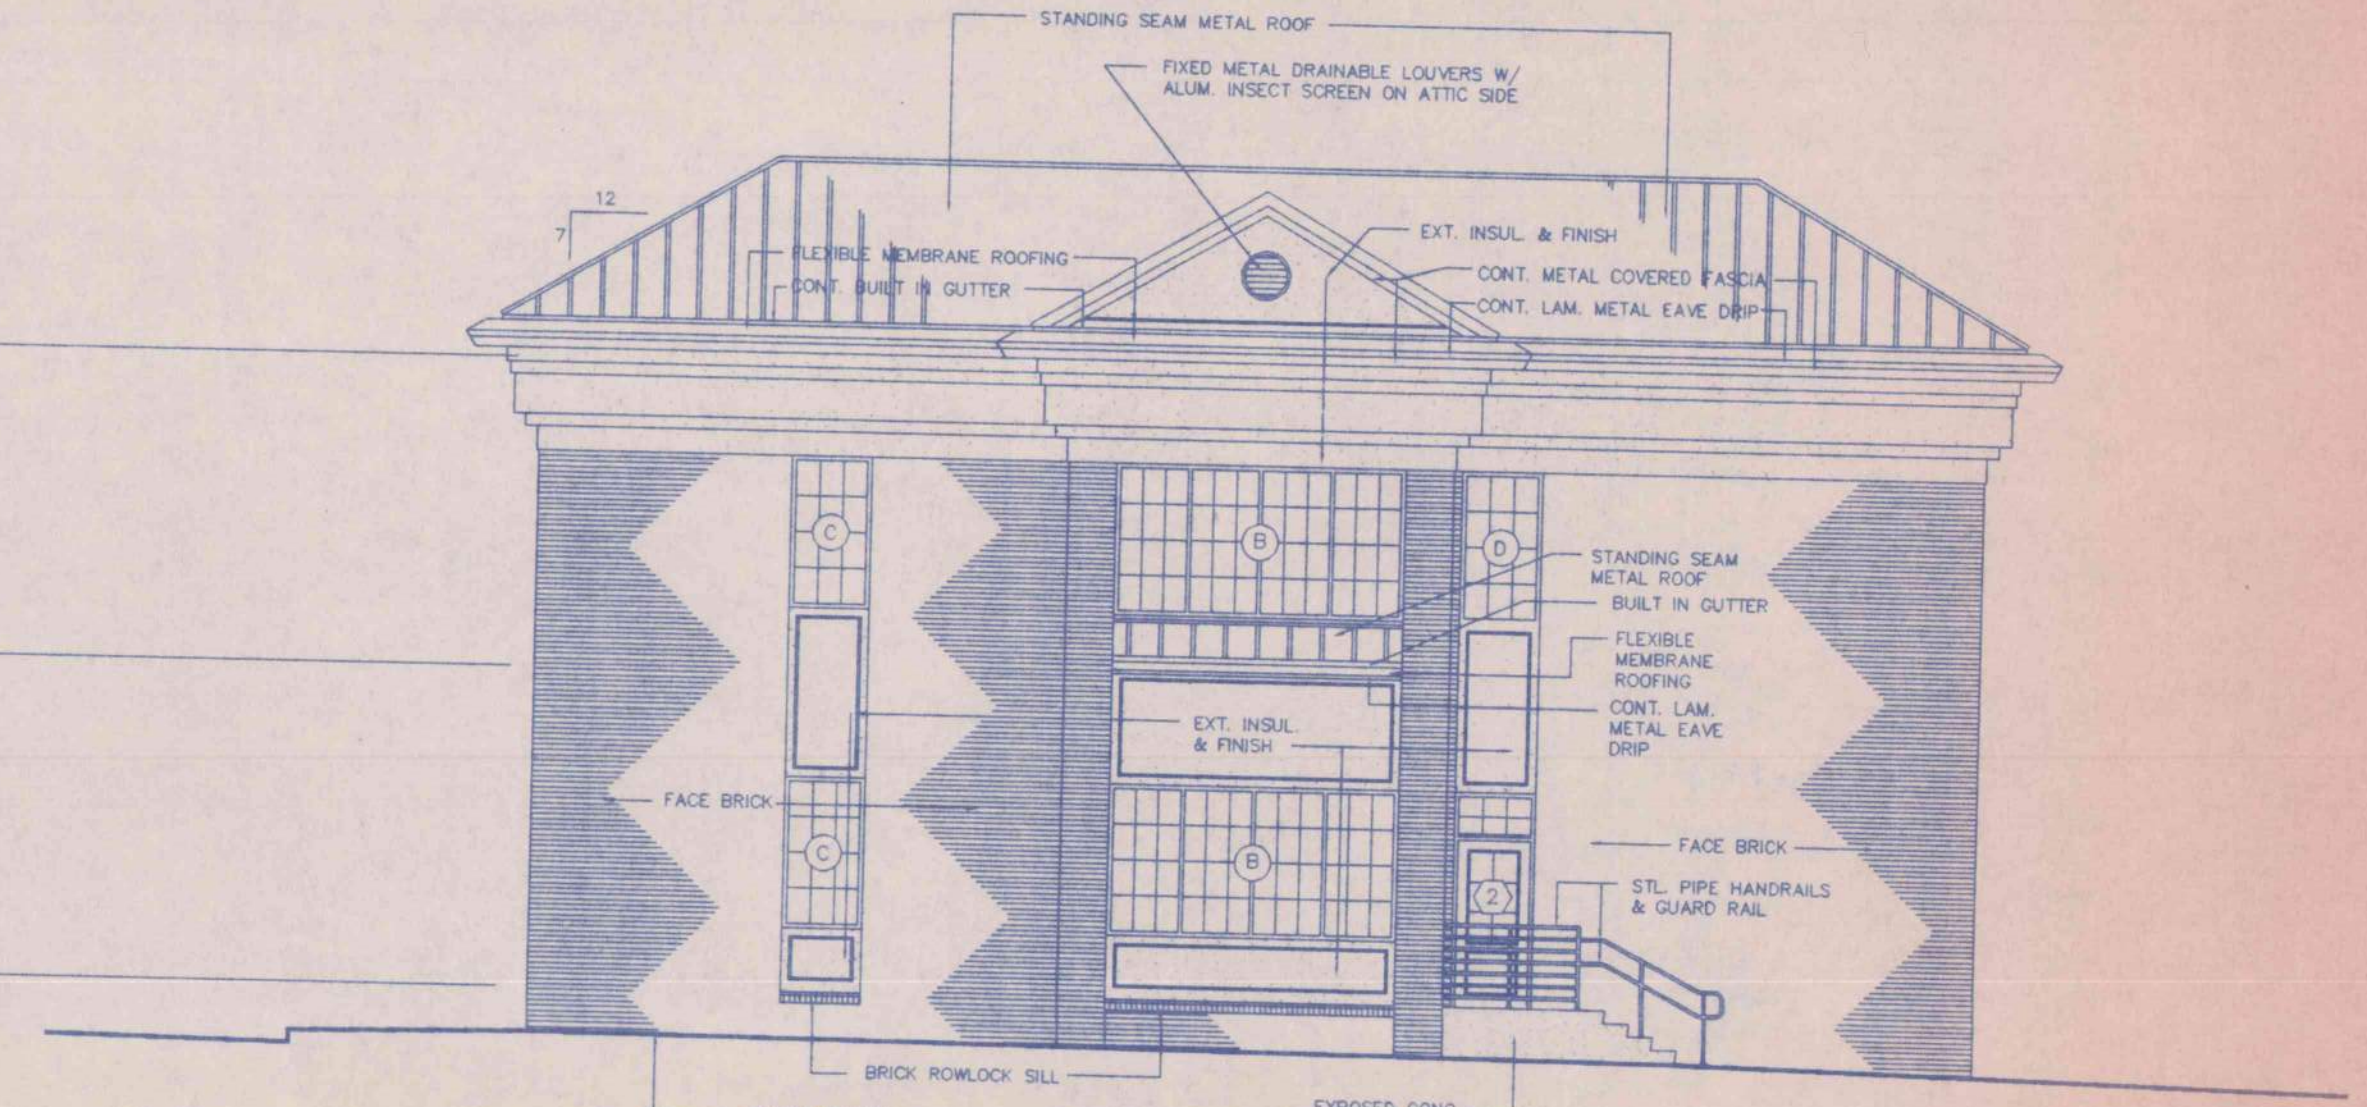 STANDING SEAM METAL ROOF
FIXED METAL DRAINABLE LOUVERS W/
ALUM. INSECT SCREEN ON ATTIC SIDE
12
7
FLEXIBLE MEMBRANE ROOFING
CONT. BUILT IN GUTTER
EXT. INSUL. & FINISH
CONT. METAL COVERED FASCIA
CONT. LAM. METAL EAVE DRIP
C
B
D
STANDING SEAM
METAL ROOF
BUILT IN GUTTER
FLEXIBLE
MEMBRANE
ROOFING
CONT. LAM.
METAL EAVE
DRIP
EXT. INSUL.
& FINISH
FACE BRICK
C
B
FACE BRICK
2
STL. PIPE HANDRAILS
& GUARD RAIL
BRICK ROWLOCK SILL
EXPOSED CONC.